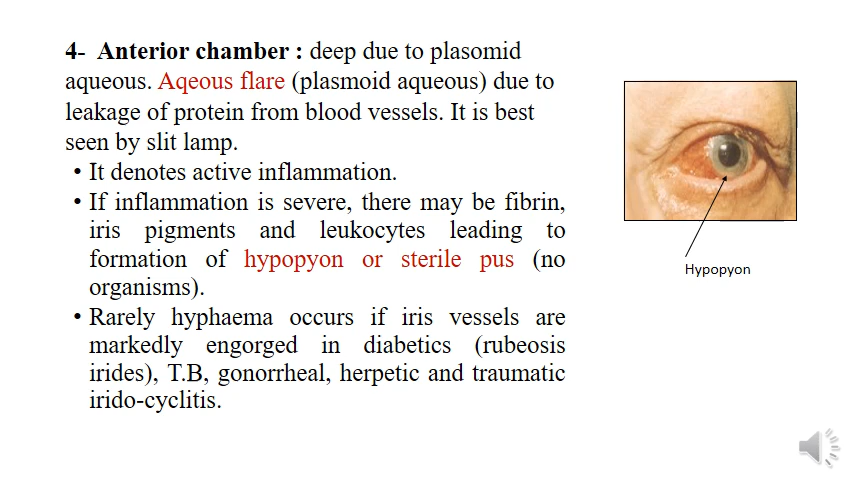 4- Anterior chamber : deep due to plasomid
aqueous. Aqeous flare (plasmoid aqueous) due to
leakage of protein from blood vessels. It is best
seen by slit lamp.
• It denotes active inflammation.
• If inflammation is severe, there may be fibrin,
iris pigments and leukocytes leading to
formation of hypopyon or sterile pus (no
organisms).
• Rarely hyphaema occurs if iris vessels are
markedly engorged in diabetics (rubeosis
irides), T.B, gonorrheal, herpetic and traumatic
irido-cyclitis.
Hypopyon